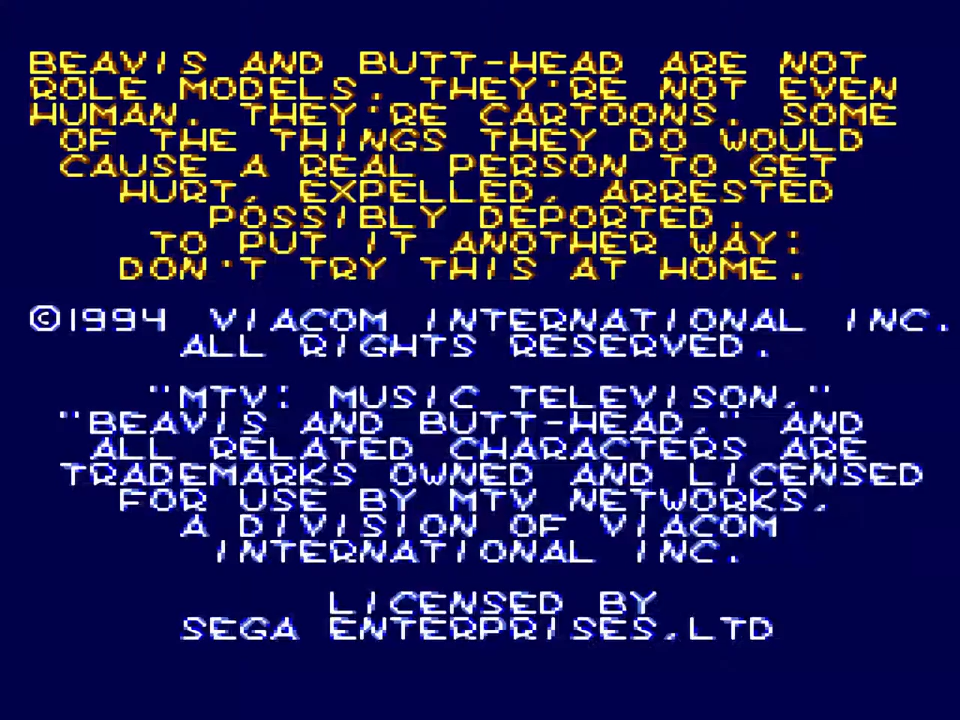 BEAVIS AND BUTT-HEAD ARE NOT
ROLE MODELS. THEY'RE NOT EVEN
HUMAN. THEY'RE CARTOONS. SOME
OF THE THINGS THEY DO WOULD
CAUSE A REAL PERSON TO GET
HURT, EXPELLED, ARRESTED
POSSIBLY DEPORTED.
TO PUT IT ANOTHER WAY:
DON'T TRY THIS AT HOME.
©1994 VIACOM INTERNATIONAL INC.
ALL RIGHTS RESERVED.
"MTV: MUSIC TELEVISON,"
"BEAVIS AND BUTT-HEAD," AND
ALL RELATED CHARACTERS ARE
TRADEMARKS OWNED AND LICENSED
FOR USE BY MTV NETWORKS,
A DIVISION OF VIACOM
INTERNATIONAL INC.
LICENSED BY
SEGA ENTERPRISES,LTD